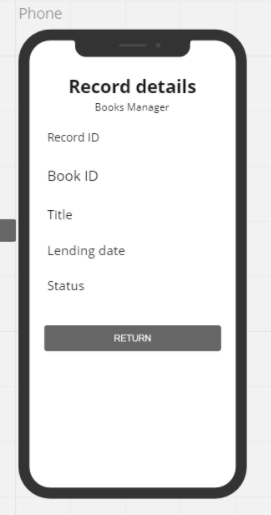 Phone
Record details
Books Manager
Record ID
Book ID
Title
Lending date
Status
RETURN